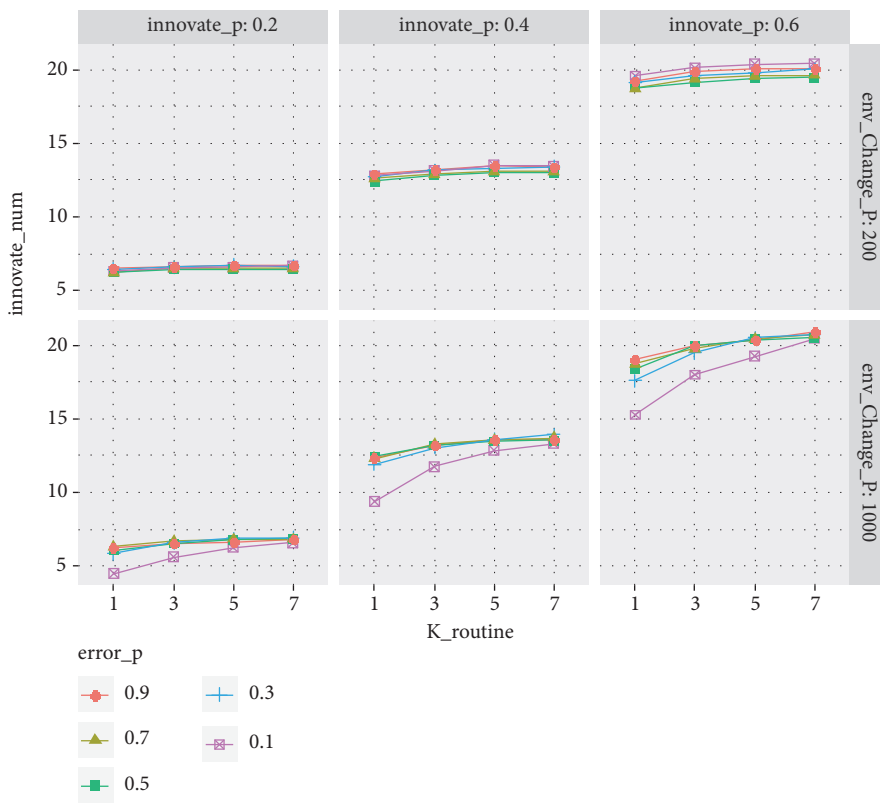 innovate_p: 0.2
innovate_p: 0.4
innovate_p: 0.6
20
15
10
5
env_Change_P: 200
innovate_num
20
15
10
5
env_Change_P: 1000
1 3 5 7
1 3 5 7
1 3 5 7
K_routine
error_p
0.9
0.3
0.7
0.1
0.5